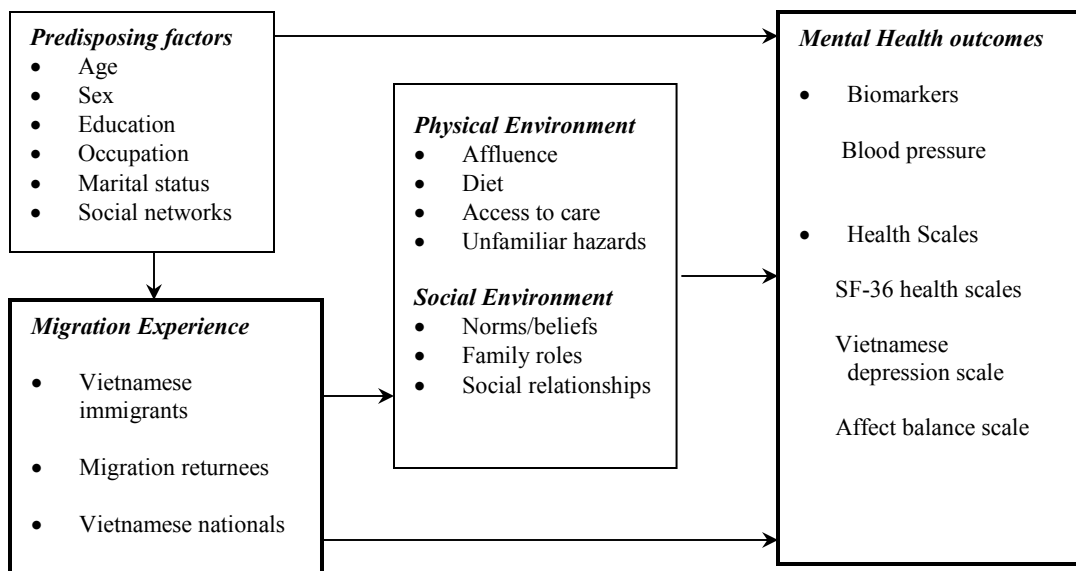 Predisposing factors
• Age
• Sex
• Education
• Occupation
• Marital status
• Social networks
Migration Experience
• Vietnamese
immigrants
• Migration returnees
• Vietnamese nationals
Physical Environment
• Affluence
• Diet
• Access to care
• Unfamiliar hazards
Social Environment
• Norms/beliefs
• Family roles
• Social relationships
Mental Health outcomes
• Biomarkers
Blood pressure
• Health Scales
SF-36 health scales
Vietnamese
depression scale
Affect balance scale